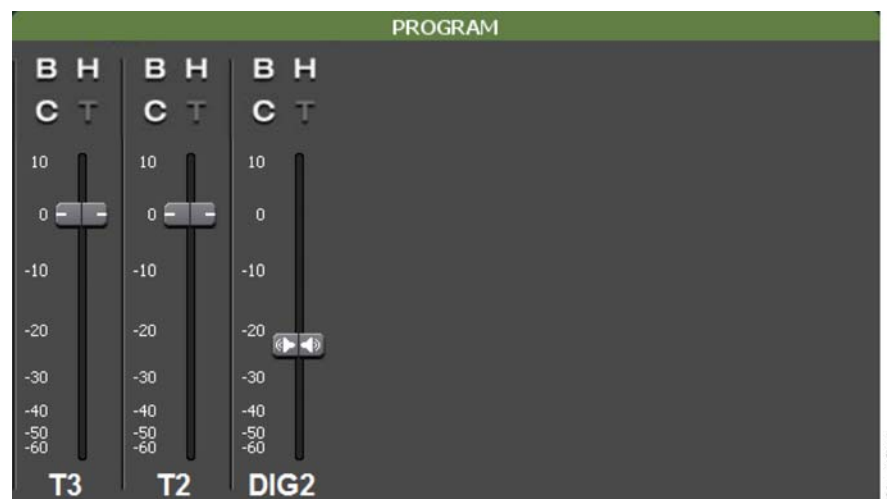 PROGRAM
B H B H B H
C T C T C T
10 10 10
0 0 0
-10 -10 -10
-20 -20 -20
-30 -30 -30
-40 -40 -40
-50 -50 -50
-60 -60 -60
T3 T2 DIG2